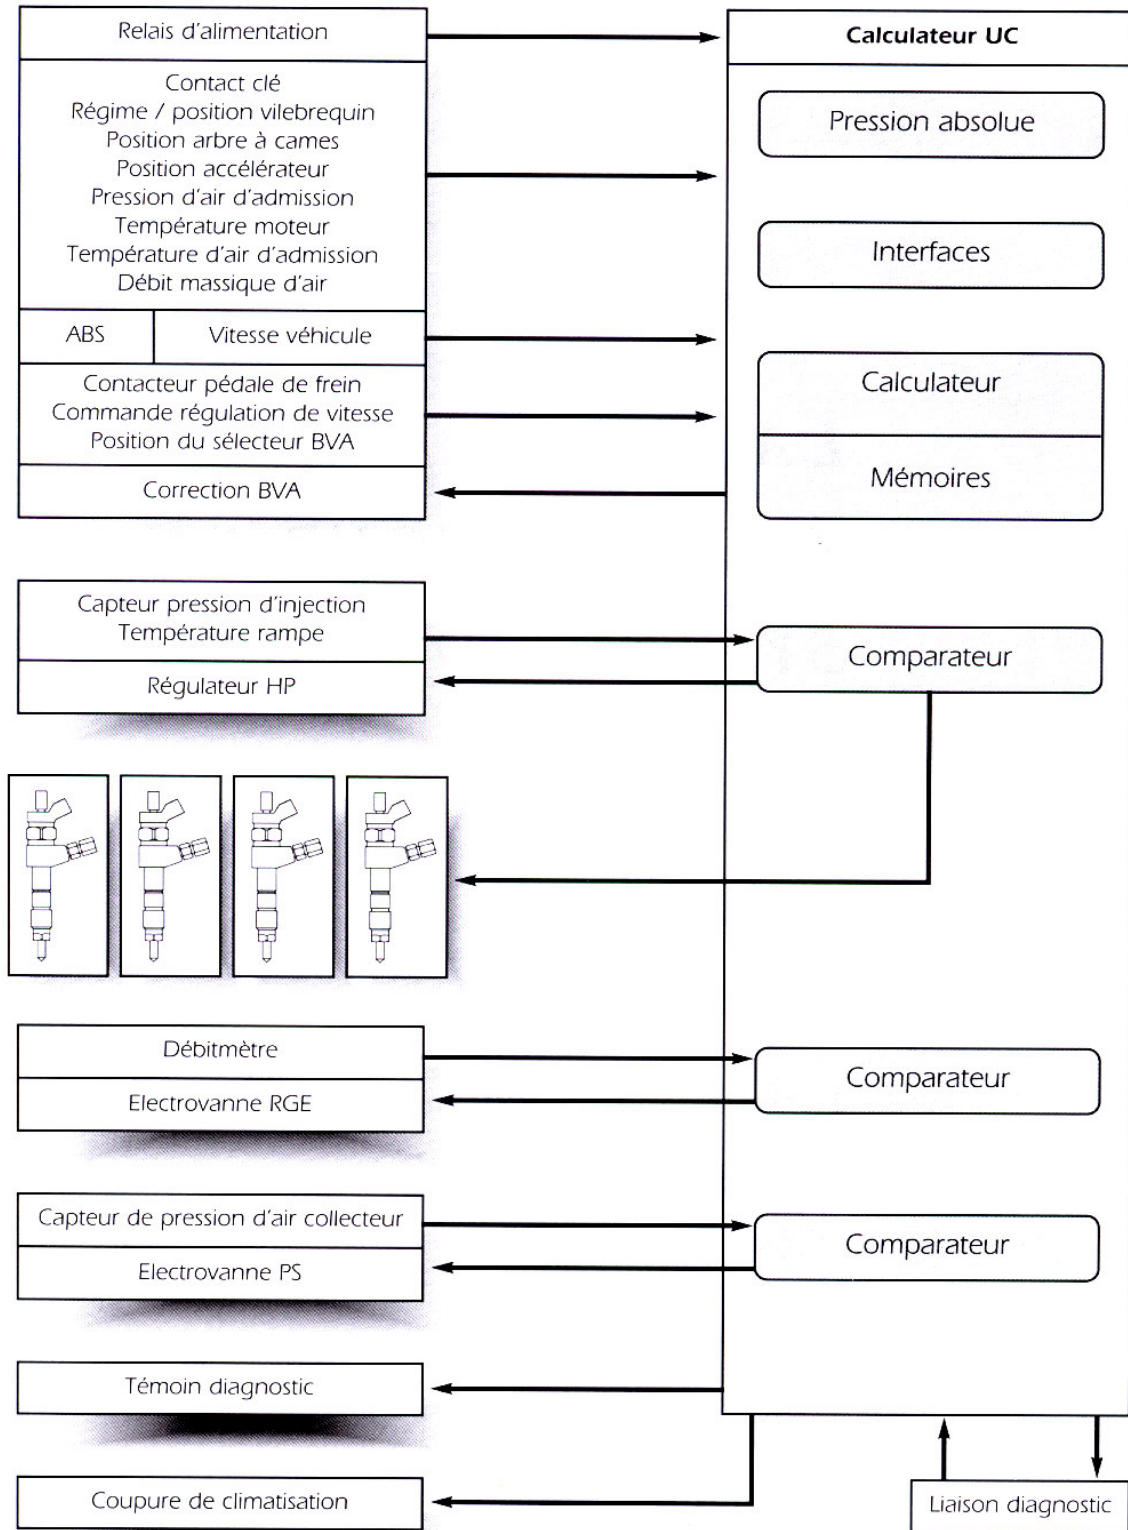 Relais d'alimentation
Calculateur UC
Contact clé
Régime / position vilebrequin
Position arbre à cames
Position accélérateur
Pression d'air d'admission
Température moteur
Température d'air d'admission
Débit massique d'air
Pression absolue
Interfaces
ABS
Vitesse véhicule
Contacteur pédale de frein
Commande régulation de vitesse
Position du sélecteur BVA
Calculateur
Mémoires
Correction BVA
Capteur pression d'injection
Température rampe
Régulateur HP
Comparateur
Débitmètre
Electrovanne RGE
Comparateur
Capteur de pression d'air collecteur
Electrovanne PS
Comparateur
Témoin diagnostic
Coupure de climatisation
Liaison diagnostic